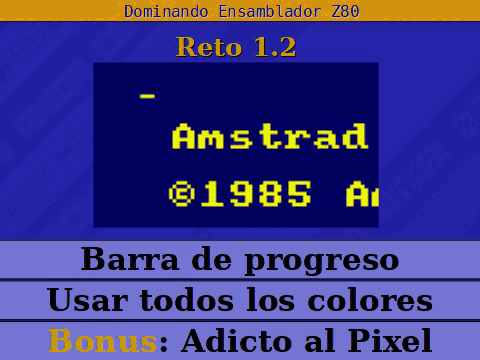 Dominando Ensamblador Z80
Reto 1.2
Amstrad
©1985
Barra de progreso
Usar todos los colores
Bonus: Adicto al Pixel